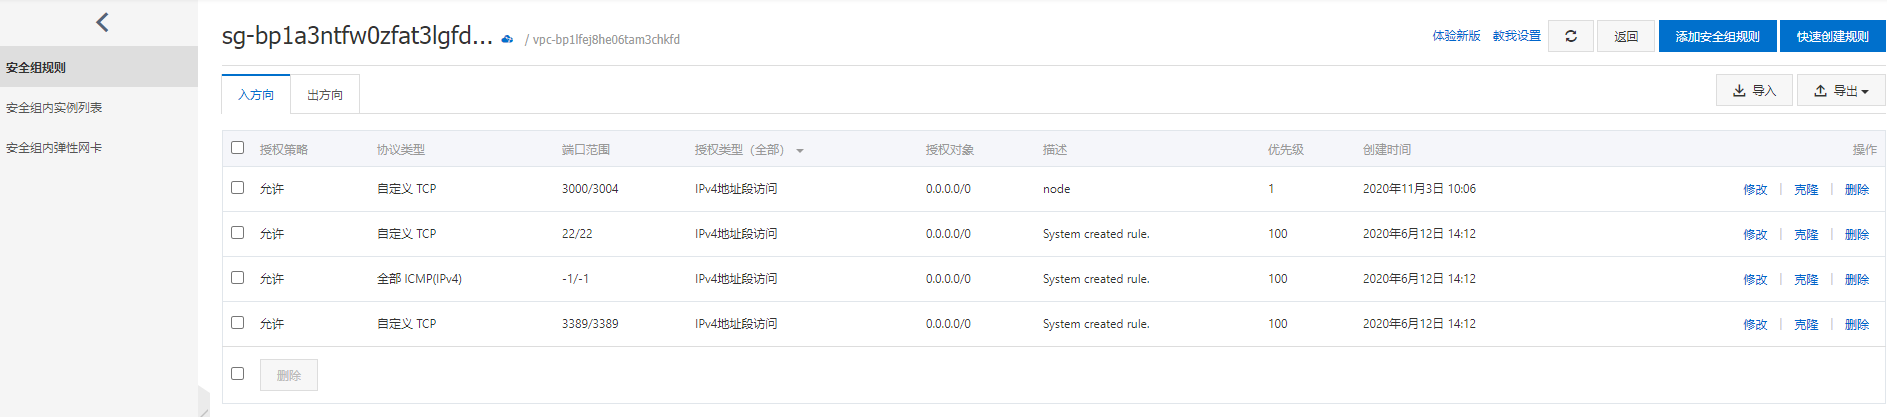 sg-bp1a3ntfw0zfat3lgfd... / vpc-bp1lfej8he06tam3chkfd 体验新版 教我设置 返回 添加安全组规则 快速创建规则
安全组规则
安全组内实例列表
安全组内弹性网卡
入方向 出方向 导入 导出
授权策略 协议类型 端口范围 授权类型（全部） 授权对象 描述 优先级 创建时间 操作
允许 自定义 TCP 3000/3004 IPv4地址段访问 0.0.0.0/0 node 1 2020年11月3日 10:06 修改 | 克隆 | 删除
允许 自定义 TCP 22/22 IPv4地址段访问 0.0.0.0/0 System created rule. 100 2020年6月12日 14:12 修改 | 克隆 | 删除
允许 全部 ICMP(IPv4) -1/-1 IPv4地址段访问 0.0.0.0/0 System created rule. 100 2020年6月12日 14:12 修改 | 克隆 | 删除
允许 自定义 TCP 3389/3389 IPv4地址段访问 0.0.0.0/0 System created rule. 100 2020年6月12日 14:12 修改 | 克隆 | 删除
删除